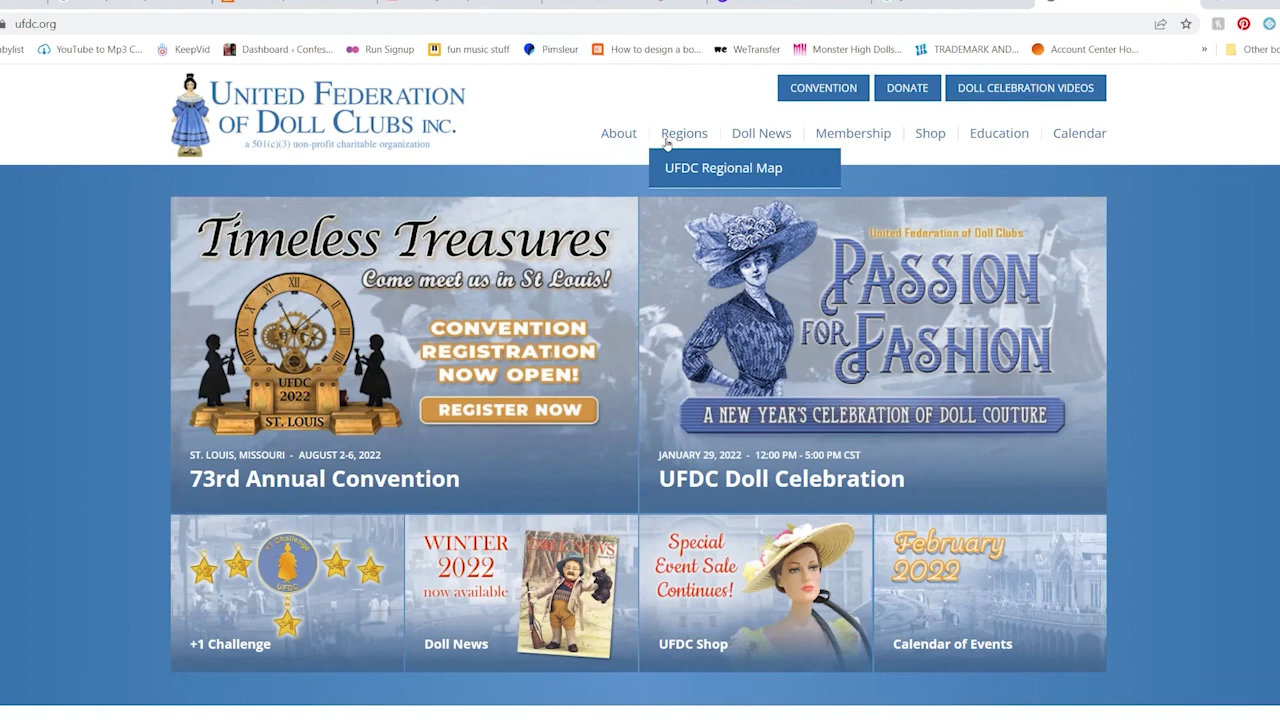 ufdc.org
YouTube to Mp3 C...
KeepVid
Dashboard ‹ Confes...
Run Signup
fun music stuff
Pimsleur
How to design a bo...
WeTransfer
Monster High Dolls...
TRADEMARK AND...
Account Center Ho...
»
UNITED FEDERATION
OF DOLL CLUBS INC.
a 501(c)(3) non-profit charitable organization
CONVENTION
DONATE
DOLL CELEBRATION VIDEOS
About
Regions
Doll News
Membership
Shop
Education
Calendar
UFDC Regional Map
Timeless Treasures
Come meet us in St Louis!
CONVENTION
REGISTRATION
NOW OPEN!
REGISTER NOW
UFDC
2022
ST. LOUIS
ST. LOUIS, MISSOURI - AUGUST 2-6, 2022
73rd Annual Convention
United Federation of Doll Clubs
PASSION
FOR FASHION
A NEW YEAR'S CELEBRATION OF DOLL COUTURE
JANUARY 29, 2022 - 12:00 PM - 5:00 PM CST
UFDC Doll Celebration
+1 Challenge
UFDC
+1 Challenge
WINTER
2022
now available
DOLL NEWS
Doll News
Special
Event Sale
Continues!
UFDC Shop
February
2022
Calendar of Events